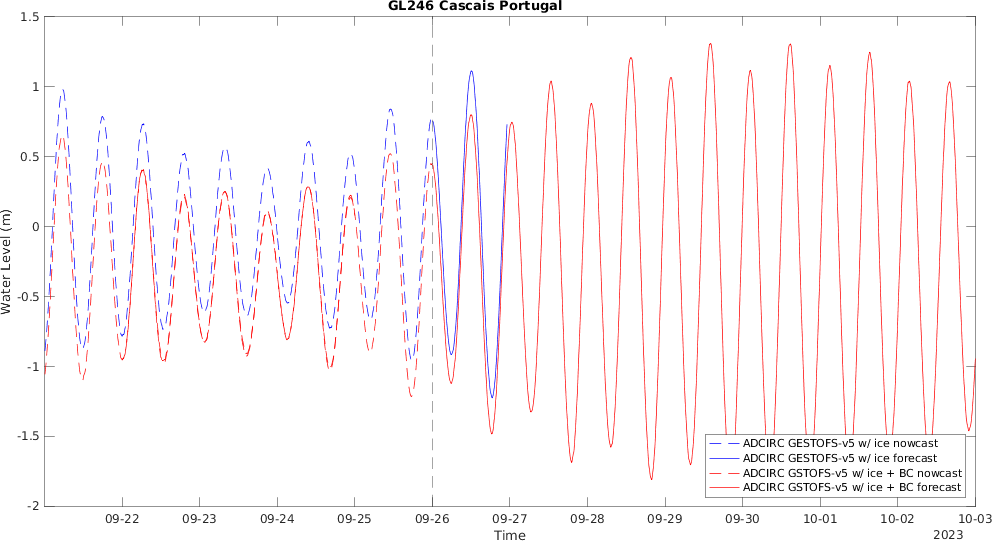 GL246 Cascais Portugal
1.5
1
0.5
0
-0.5
-1
-1.5
-2
Water Level (m)
ADCIRC GESTOFS-v5 w/ ice nowcast
ADCIRC GESTOFS-v5 w/ ice forecast
ADCIRC GSTOFS-v5 w/ ice + BC nowcast
ADCIRC GSTOFS-v5 w/ ice + BC forecast
09-22 09-23 09-24 09-25 09-26 09-27 09-28 09-29 09-30 10-01 10-02 10-03
Time
2023